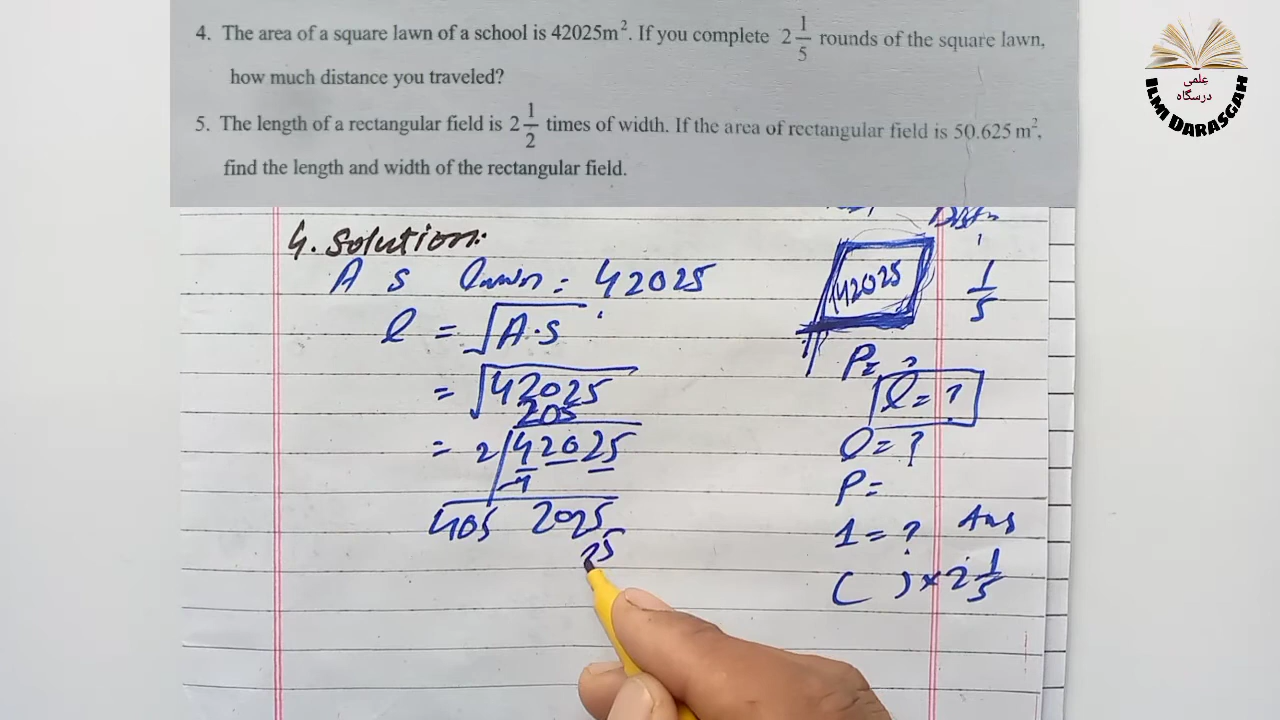 4. The area of a square lawn of a school is 42025m². If you complete 2 1/5 rounds of the square lawn,
how much distance you traveled?
5. The length of a rectangular field is 2 1/2 times of width. If the area of rectangular field is 50.625 m²,
find the length and width of the rectangular field.
علمی
درسگاه
ILM DARASGAH
4. Solution:
A S lawn = 42025
l = √A.S
= √42025
205
= 2 42025
-4
405 2025
25
42025
1/5
P = ?
l = ?
l = ?
P =
1 = ? Ans
( ) × 2 1/5